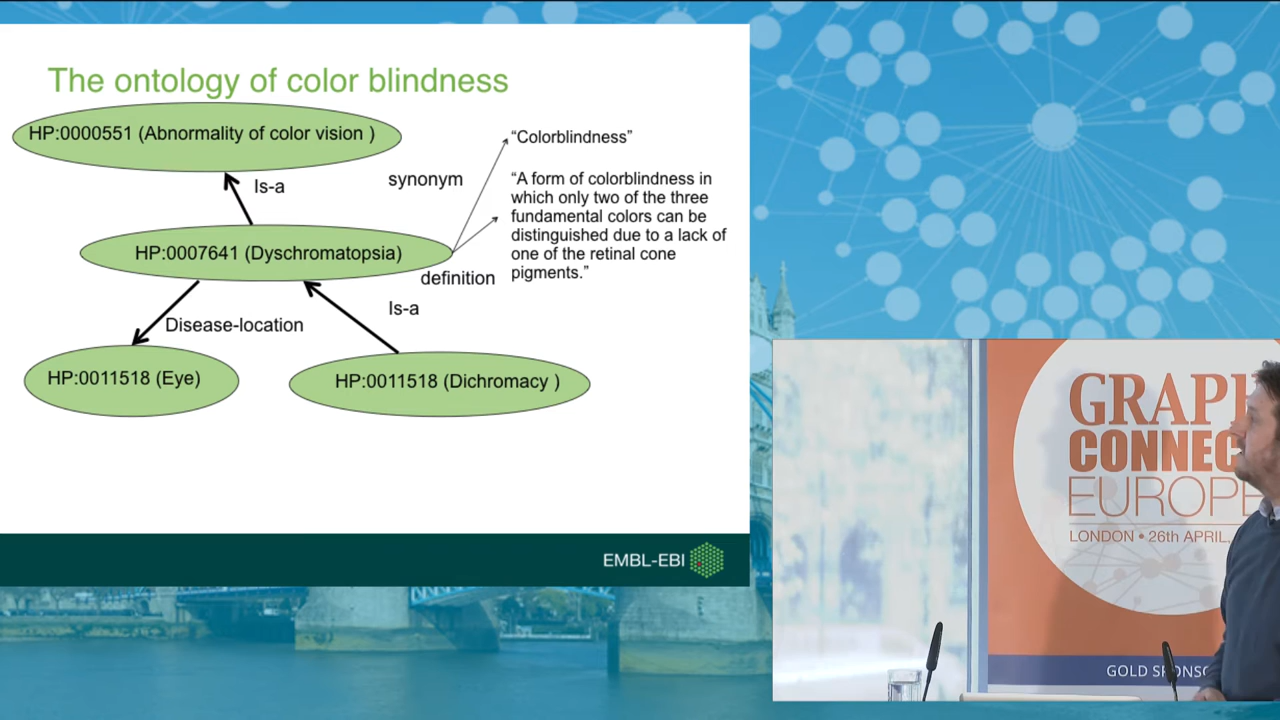 The ontology of color blindness
HP:0000551 (Abnormality of color vision )
Is-a
synonym
"Colorblindness"
"A form of colorblindness in
which only two of the three
fundamental colors can be
distinguished due to a lack of
one of the retinal cone
pigments."
HP:0007641 (Dyschromatopsia)
definition
Is-a
Disease-location
HP:0011518 (Eye)
HP:0011518 (Dichromacy )
EMBL-EBI
GRAPH
CONNEC
EUROPE
LONDON • 26th APRIL,
GOLD SPONSO